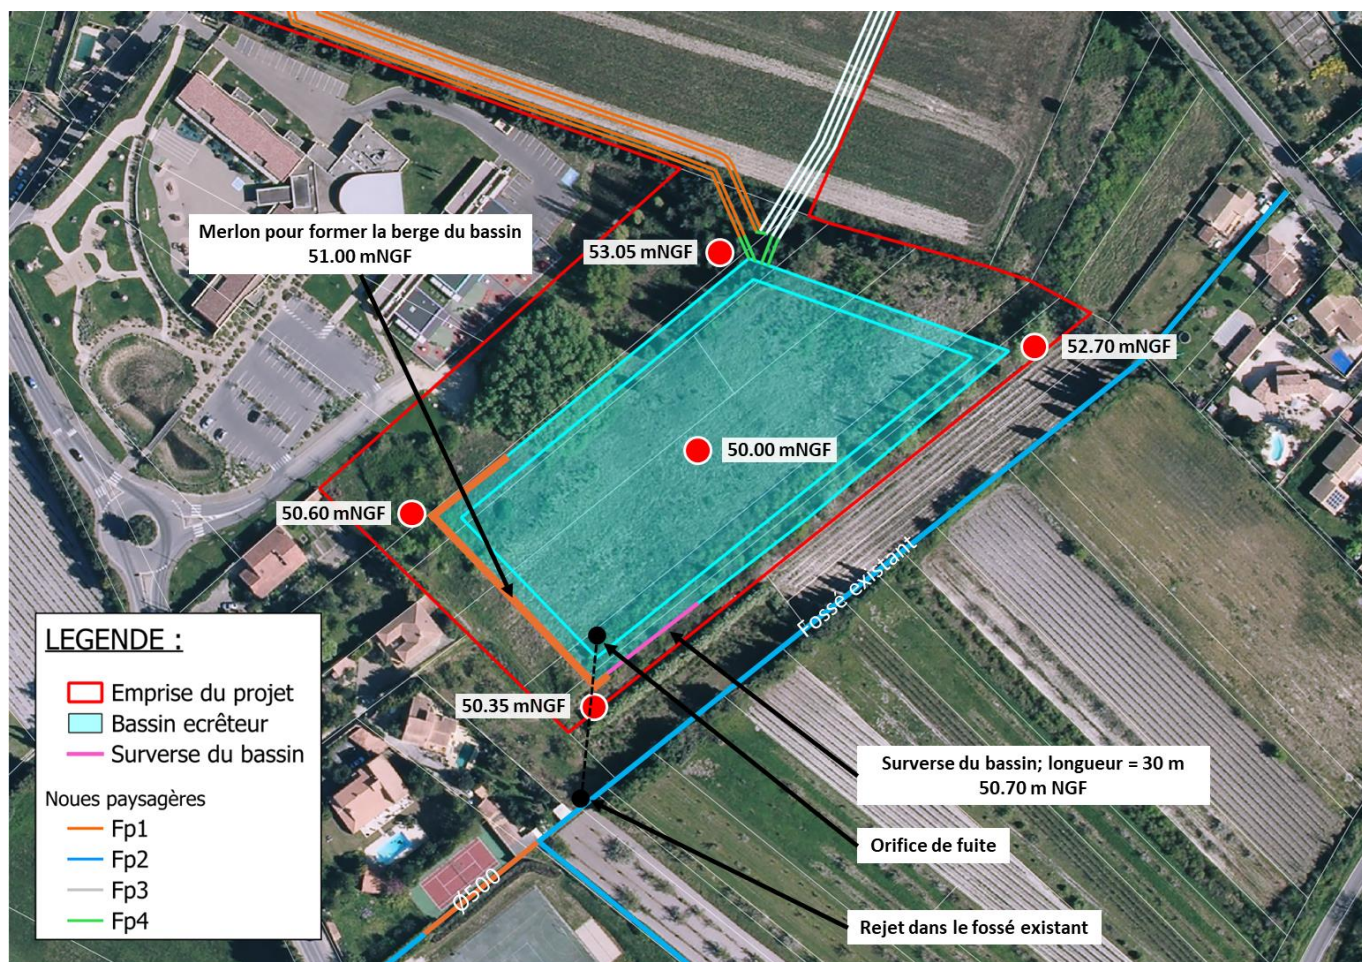 Merlon pour former la berge du bassin
51.00 mNGF
53.05 mNGF
52.70 mNGF
50.00 mNGF
50.60 mNGF
50.35 mNGF
Fossé existant
Surverse du bassin; longueur = 30 m
50.70 m NGF
Orifice de fuite
Rejet dans le fossé existant
Ø500
LEGENDE :
Emprise du projet
Bassin ecrêteur
Surverse du bassin
Noues paysagères
Fp1
Fp2
Fp3
Fp4